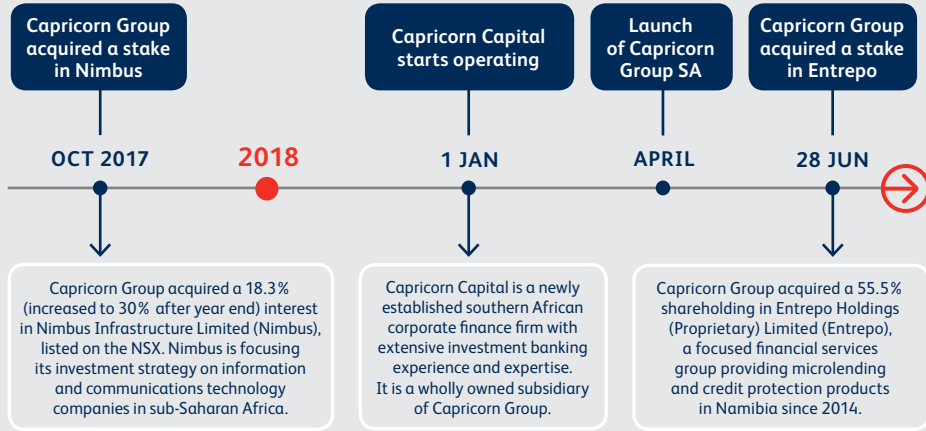 Capricorn Group
acquired a stake
in Nimbus
Capricorn Capital
starts operating
Launch
of Capricorn
Group SA
Capricorn Group
acquired a stake
in Entrepo
OCT 2017
2018
1 JAN
APRIL
28 JUN
Capricorn Group acquired a 18.3%
(increased to 30% after year end) interest
in Nimbus Infrastructure Limited (Nimbus),
listed on the NSX. Nimbus is focusing
its investment strategy on information
and communications technology
companies in sub-Saharan Africa.
Capricorn Capital is a newly
established southern African
corporate finance firm with
extensive investment banking
experience and expertise.
It is a wholly owned subsidiary
of Capricorn Group.
Capricorn Group acquired a 55.5%
shareholding in Entrepo Holdings
(Proprietary) Limited (Entrepo),
a focused financial services
group providing microlending
and credit protection products
in Namibia since 2014.